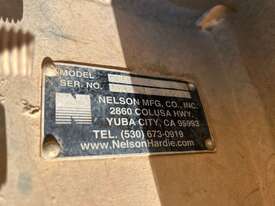 MODEL
SER. NO.
N
NELSON MFG, CO., INC.
2860 COLUSA HWY.
YUBA CITY, CA 95993
TEL. (530) 673-0919
www.NelsonHardie.com